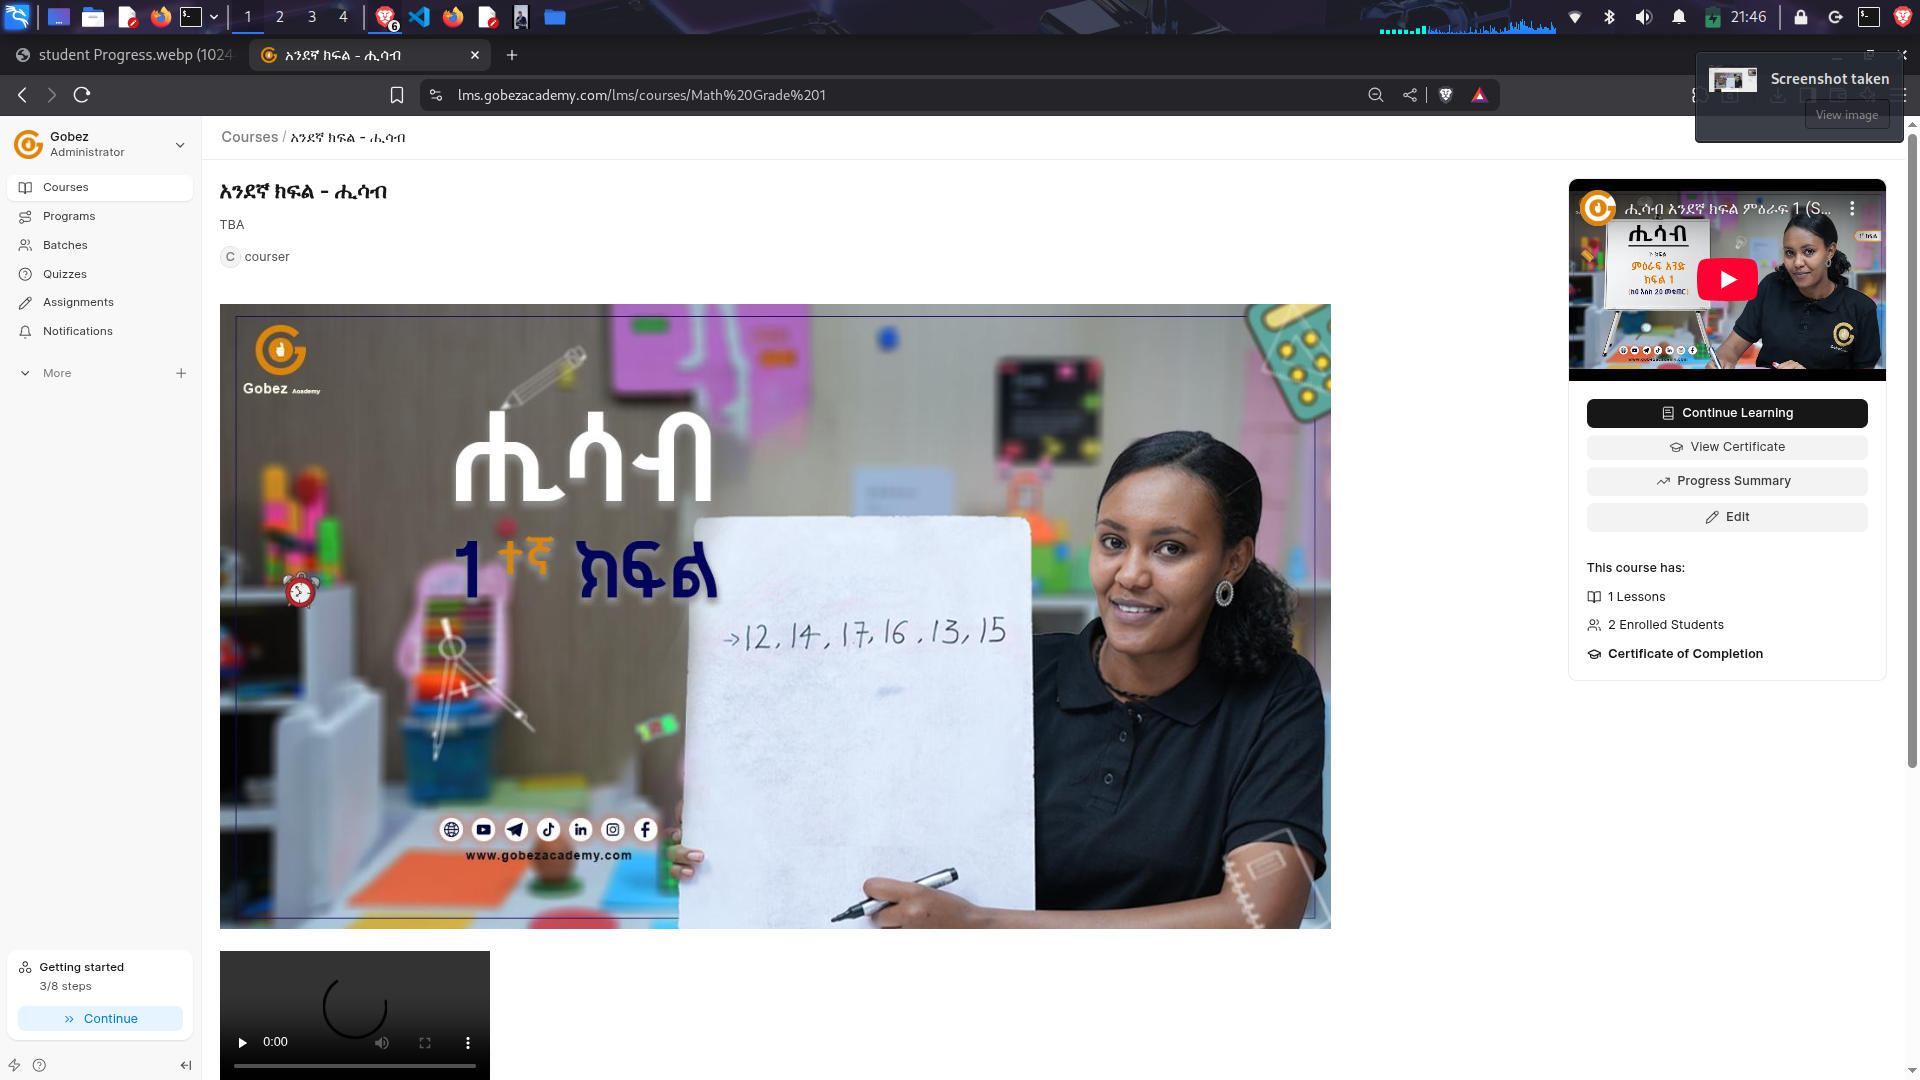 1
2
3
4
6
21:46
student Progress.webp (1024
አንደኛ ክፍል - ሒሳብ
lms.gobezacademy.com/lms/courses/Math%20Grade%201
Screenshot taken
View image
Gobez
Administrator
Courses
Programs
Batches
Quizzes
Assignments
Notifications
More
Getting started
3/8 steps
Continue
Courses / አንደኛ ክፍል - ሒሳብ
አንደኛ ክፍል - ሒሳብ
TBA
C courser
Gobez Academy
ሒሳብ
1ተኛ ክፍል
→12, 14, 17, 16, 13, 15
www.gobezacademy.com
0:00
ሒሳብ አንደኛ ክፍል ምዕራፍ 1 (S...
ሒሳብ
ምዕራፍ አንድ
ክፍል 1
Continue Learning
View Certificate
Progress Summary
Edit
This course has:
1 Lessons
2 Enrolled Students
Certificate of Completion